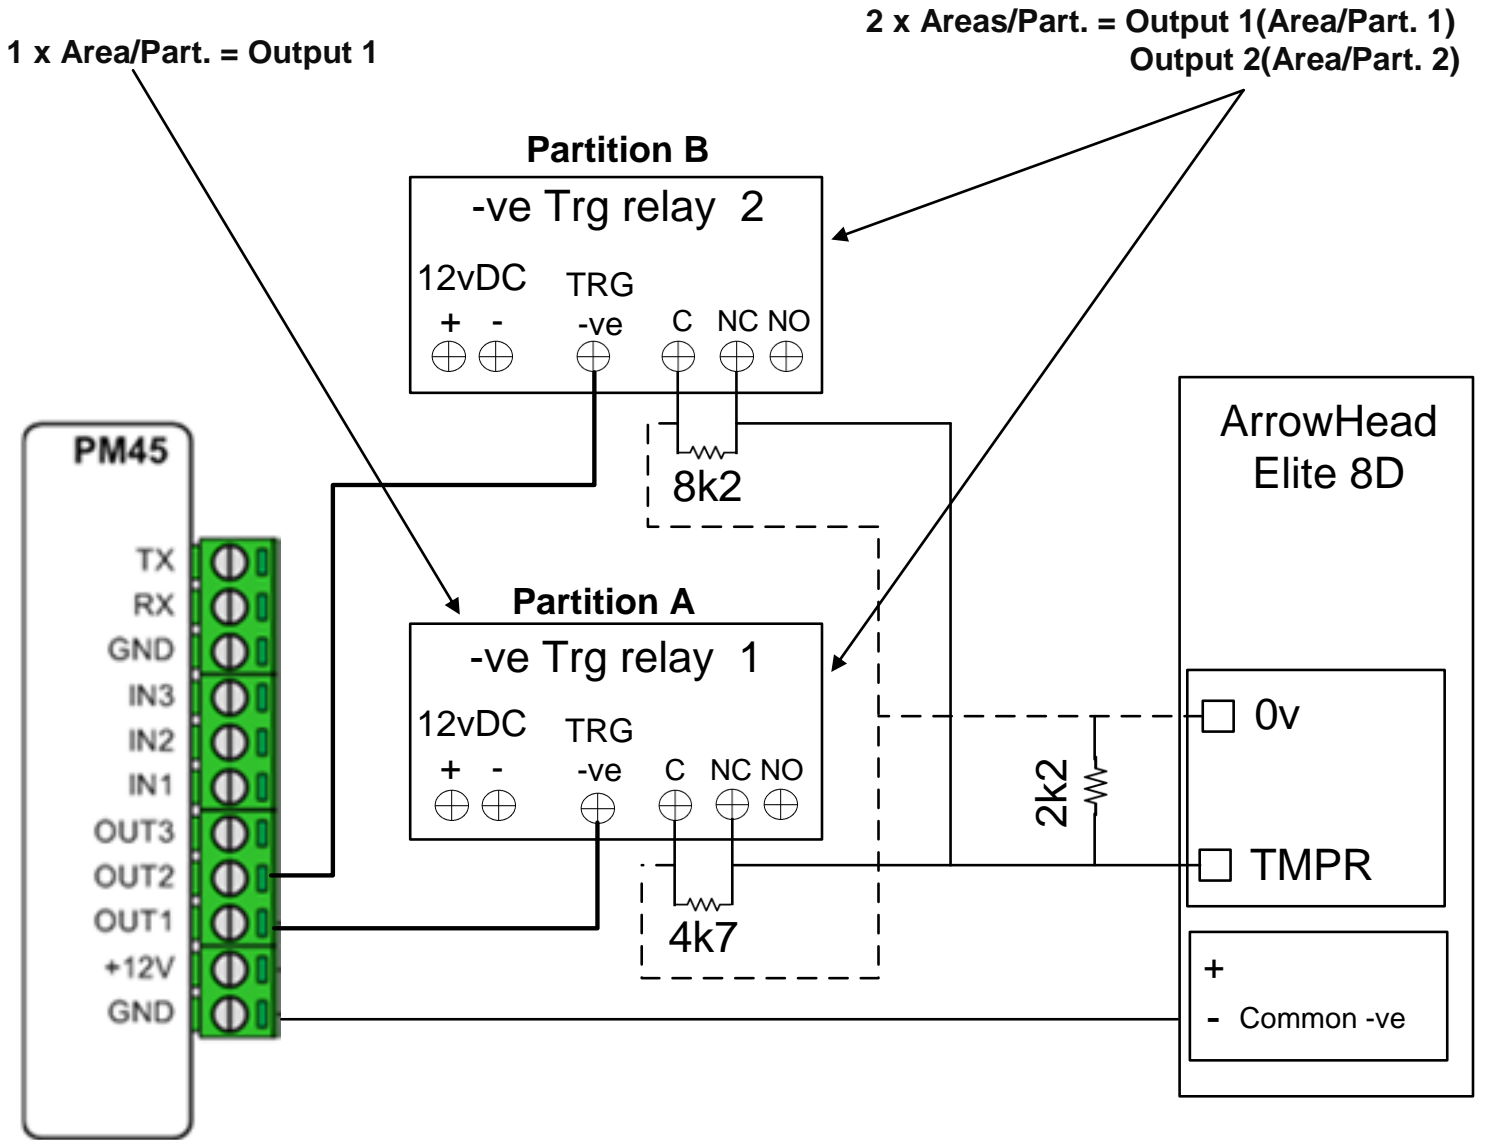 1 x Area/Part. = Output 1
2 x Areas/Part. = Output 1(Area/Part. 1)
Output 2(Area/Part. 2)
Partition B
-ve Trg relay 2
12vDC
TRG
+ - -ve C NC NO
8k2
Partition A
-ve Trg relay 1
12vDC
TRG
+ - -ve C NC NO
4k7
PM45
TX
RX
GND
IN3
IN2
IN1
OUT3
OUT2
OUT1
+12V
GND
2k2
ArrowHead
Elite 8D
0v
TMPR
+
- Common -ve